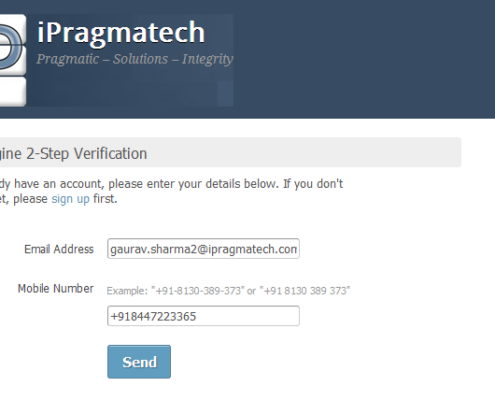 iPragmatech
Pragmatic – Solutions – Integrity
gine 2-Step Verification
dy have an account, please enter your details below. If you don't
et, please sign up first.
Email Address gaurav.sharma2@ipragmatech.con
Mobile Number Example: "+91-8130-389-373" or "+91 8130 389 373"
+918447223365
Send